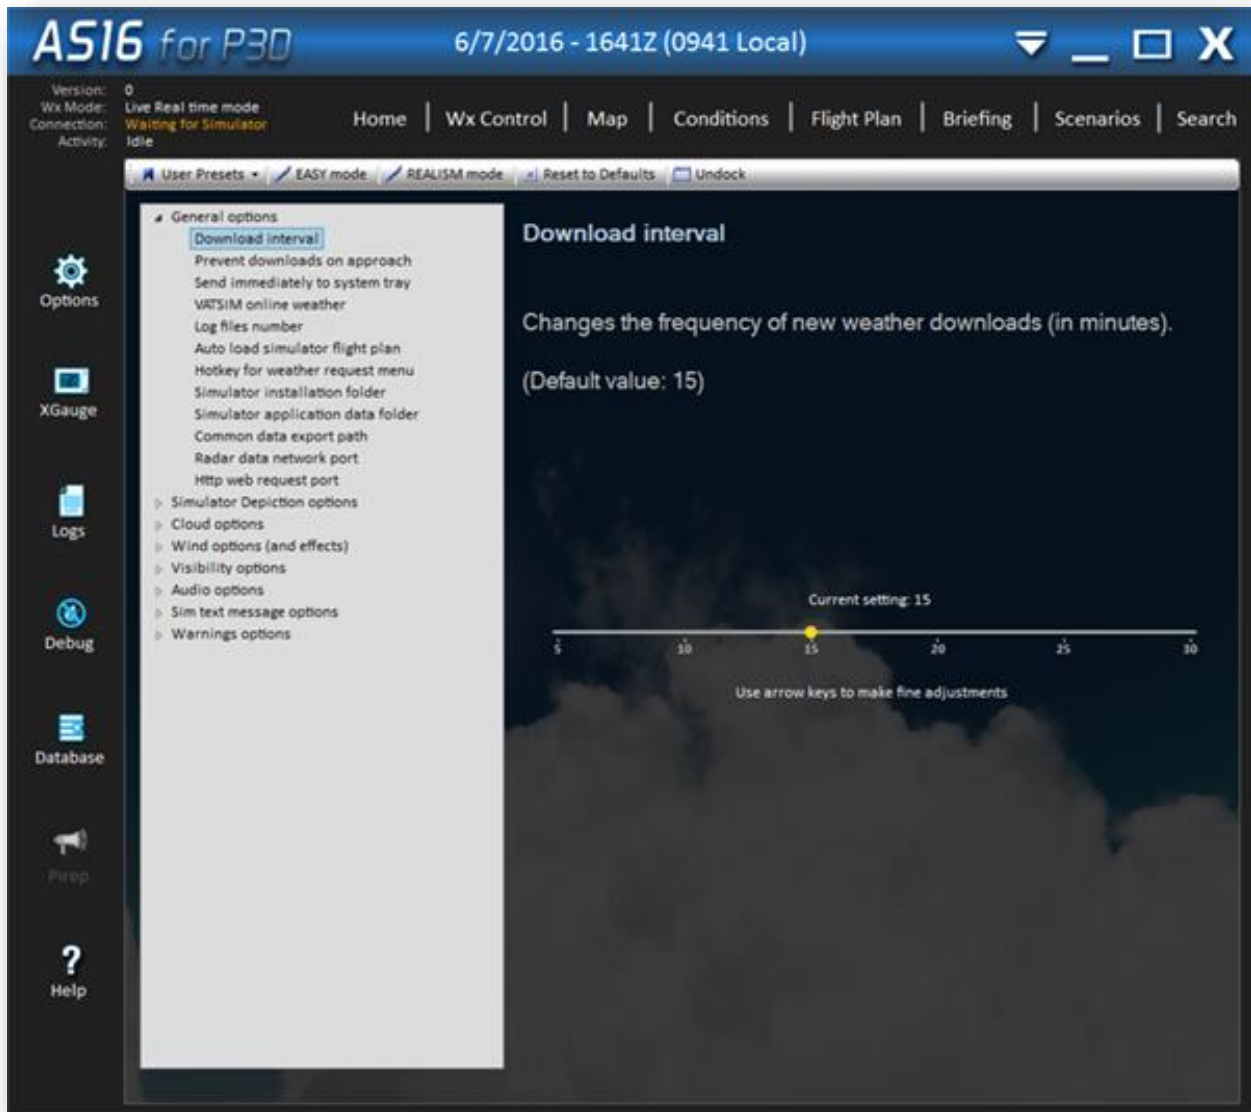 AS16 for P3D
6/7/2016 - 1641Z (0941 Local)
X
Version: 0
Wx Mode: Live Real time mode
Connection: Waiting for Simulator
Activity: Idle
Home | Wx Control | Map | Conditions | Flight Plan | Briefing | Scenarios | Search
User Presets EASY mode REALISM mode Reset to Defaults Undock
Options
XGauge
Logs
Debug
Database
Pirep
?
Help
General options
Download interval
Prevent downloads on approach
Send immediately to system tray
VATSIM online weather
Log files number
Auto load simulator flight plan
Hotkey for weather request menu
Simulator installation folder
Simulator application data folder
Common data export path
Radar data network port
Http web request port
Simulator Depiction options
Cloud options
Wind options (and effects)
Visibility options
Audio options
Sim text message options
Warnings options
Download interval
Changes the frequency of new weather downloads (in minutes).
(Default value: 15)
Current setting: 15
5 10 15 20 25 30
Use arrow keys to make fine adjustments